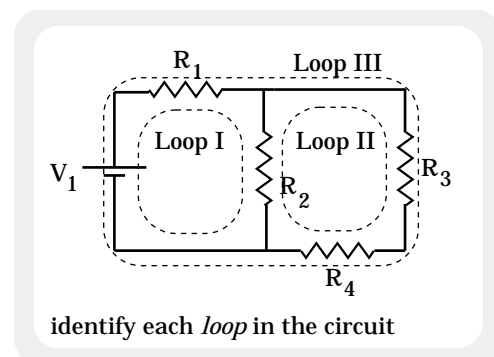 R1
Loop III
Loop I
Loop II
V1
R2
R3
R4
identify each loop in the circuit